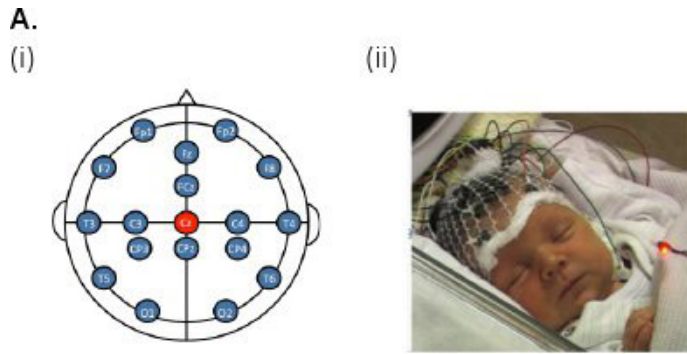 A.
(i) (ii)
Fp1 Fp2
Fz
F7 F8
FCz
T3 C3 Cz C4 T4
CP3 CPz CP4
T5 T6
O1 O2